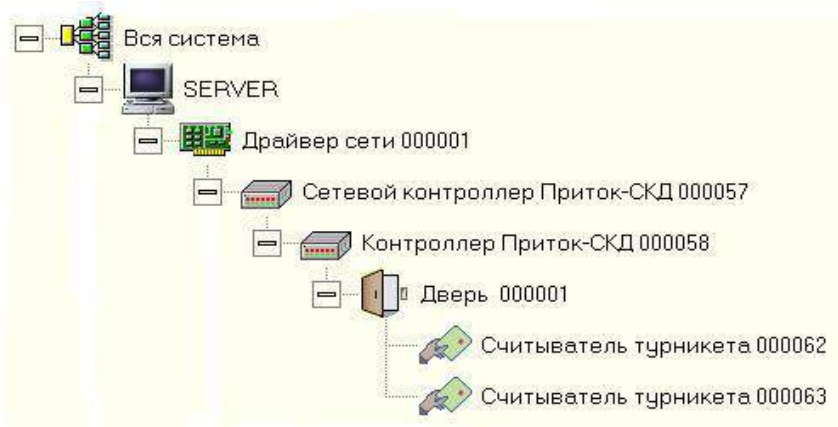 Вся система
SERVER
Драйвер сети 000001
Сетевой контроллер Приток-СКД 000057
Контроллер Приток-СКД 000058
Дверь 000001
Считыватель турникета 000062
Считыватель турникета 000063